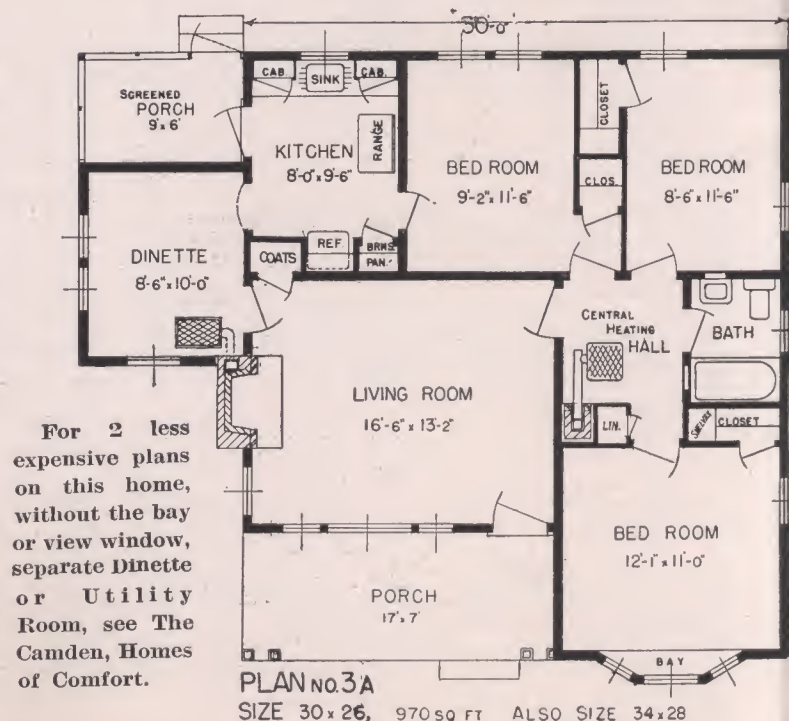 30'-0"
SCREENED
PORCH
9'x 6'
CAB.
SINK
CAB.
KITCHEN
8'-0" x 9'-6"
RANGE
BED ROOM
9'-2" x 11'-6"
CLOSET
CLOS.
BED ROOM
8'-6" x 11'-6"
DINETTE
8'-6" x 10'-0"
COATS
REF.
BRMS.
PAN.
CENTRAL
HEATING
HALL
BATH
LIVING ROOM
16'-6" x 13'-2"
LIN.
SHELVES
CLOSET
BED ROOM
12'-1" x 11'-0"
BAY
PORCH
17' x 7'
For 2 less
expensive plans
on this home,
without the bay
or view window,
separate Dinette
or Utility
Room, see The
Camden, Homes
of Comfort.
PLAN NO. 3A
SIZE 30 x 26, 970 SQ FT ALSO SIZE 34 x 28